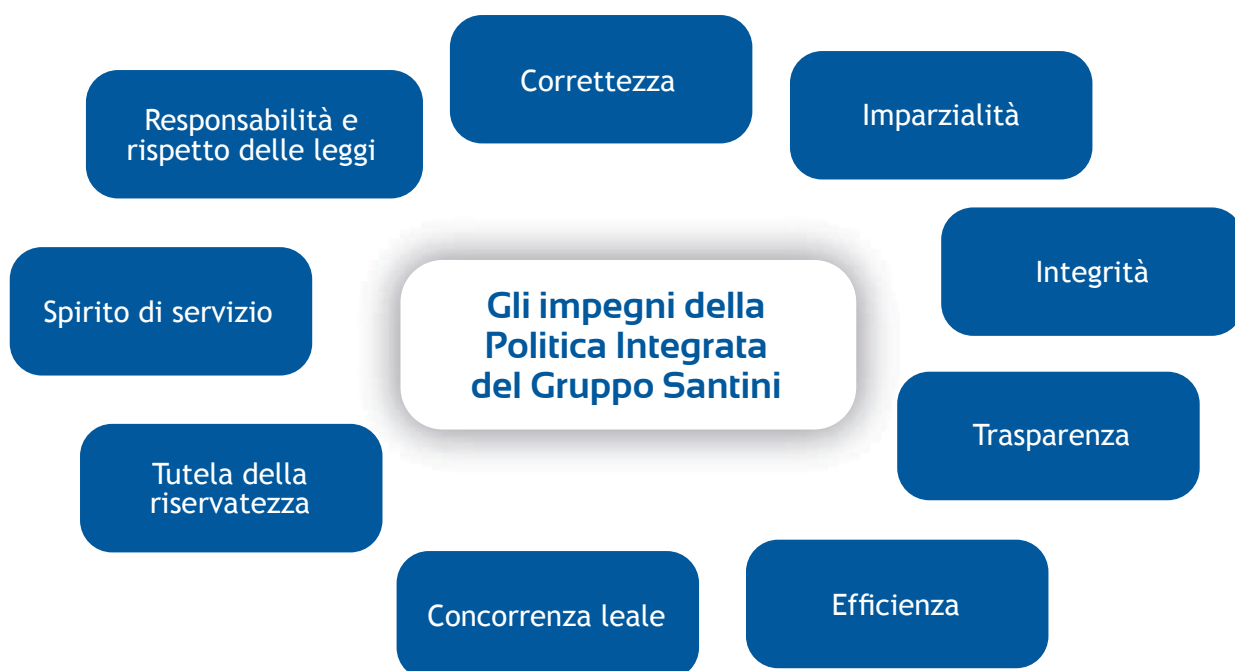 Correttezza
Imparzialità
Responsabilità e
rispetto delle leggi
Integrità
Spirito di servizio
Gli impegni della
Politica Integrata
del Gruppo Santini
Trasparenza
Tutela della
riservatezza
Efficienza
Concorrenza leale